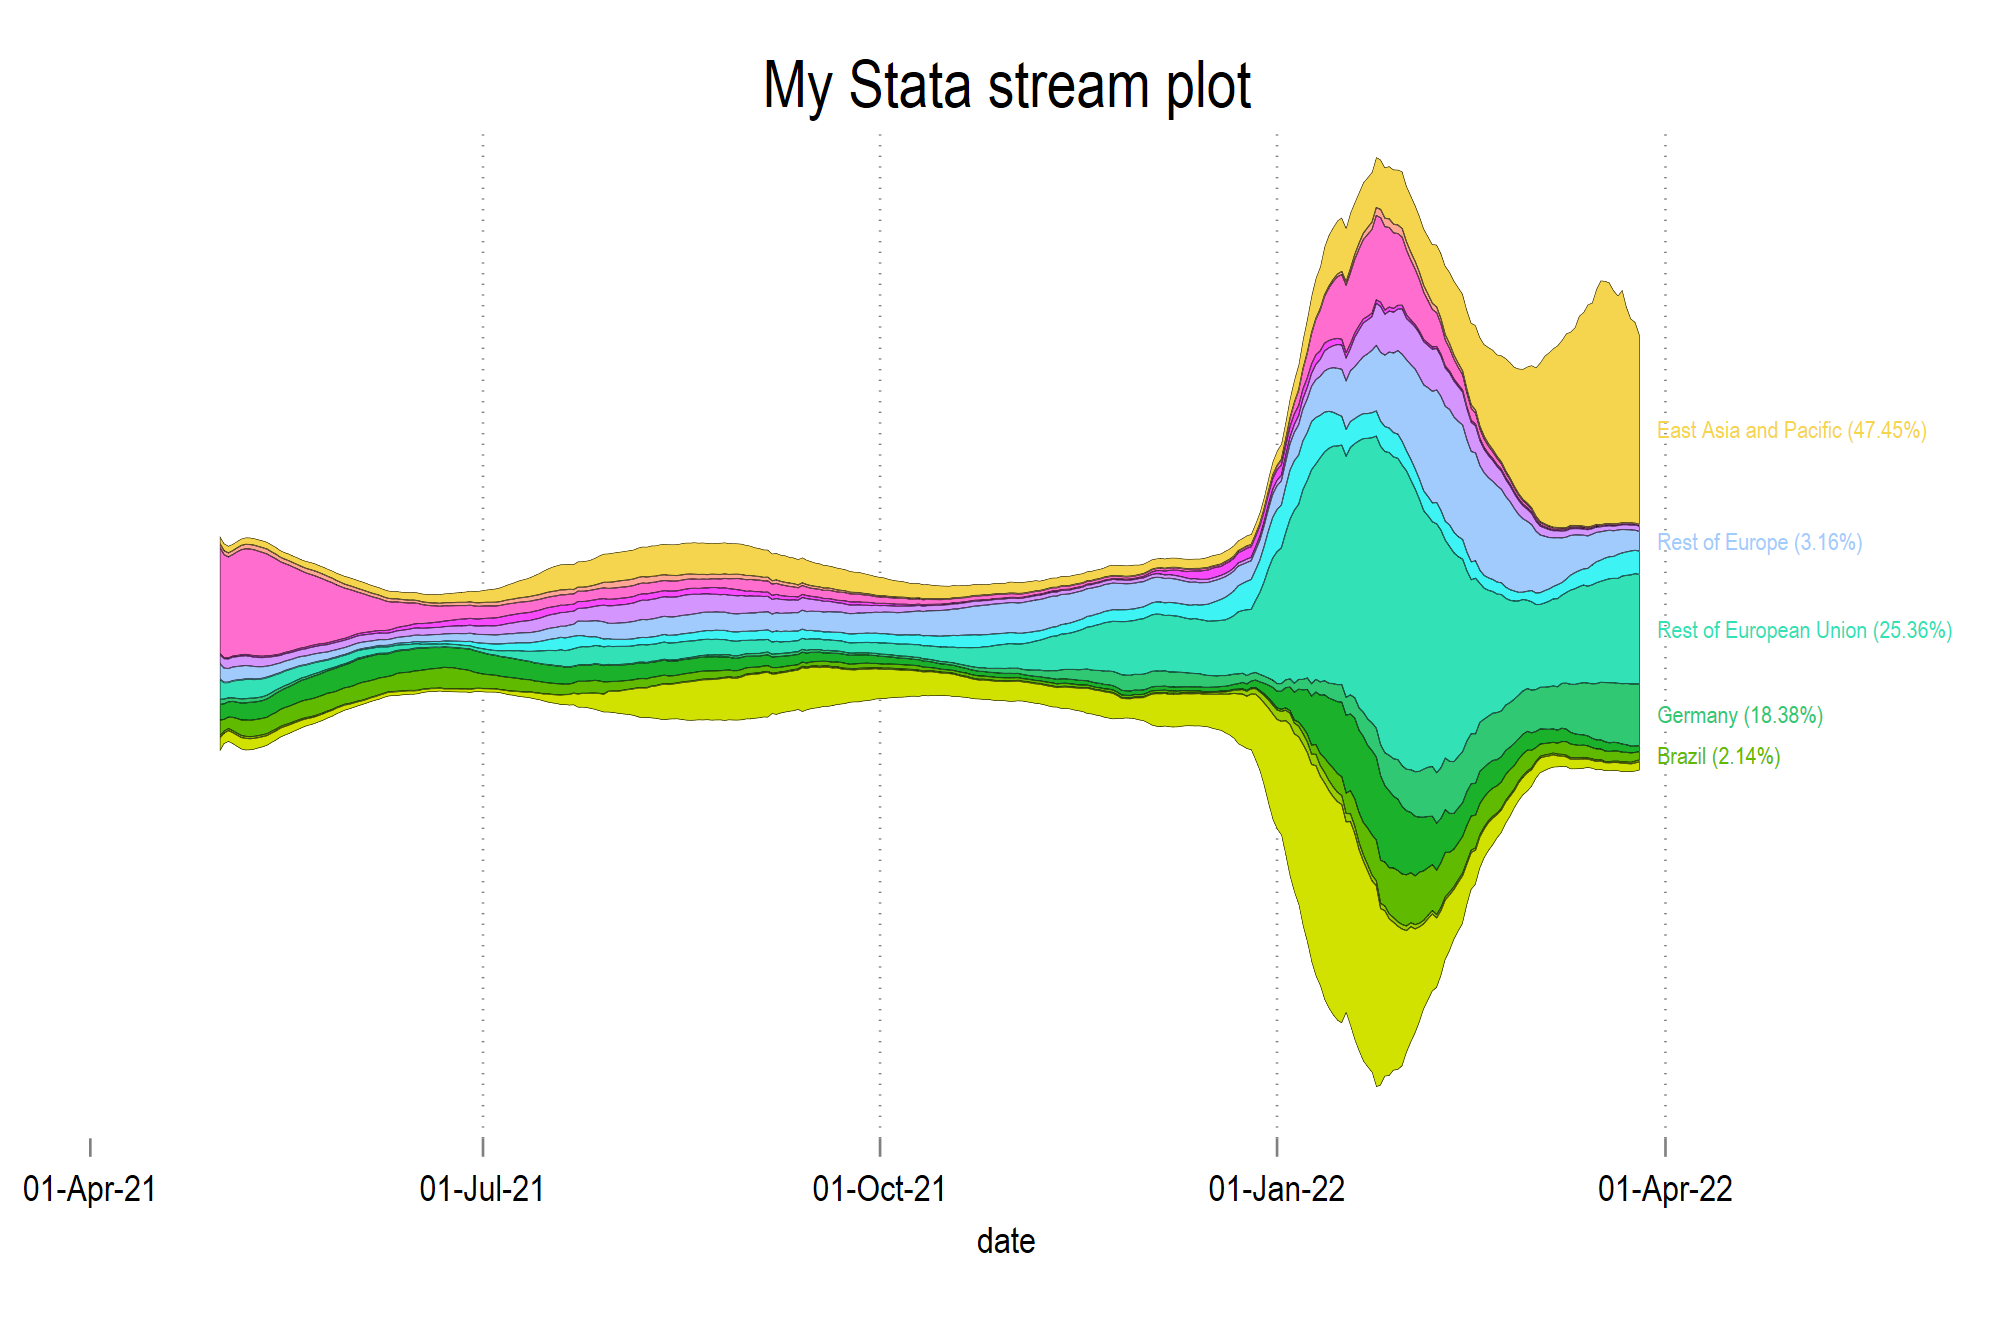 My Stata stream plot
East Asia and Pacific (47.45%)
Rest of Europe (3.16%)
Rest of European Union (25.36%)
Germany (18.38%)
Brazil (2.14%)
01-Apr-21
01-Jul-21
01-Oct-21
01-Jan-22
01-Apr-22
date